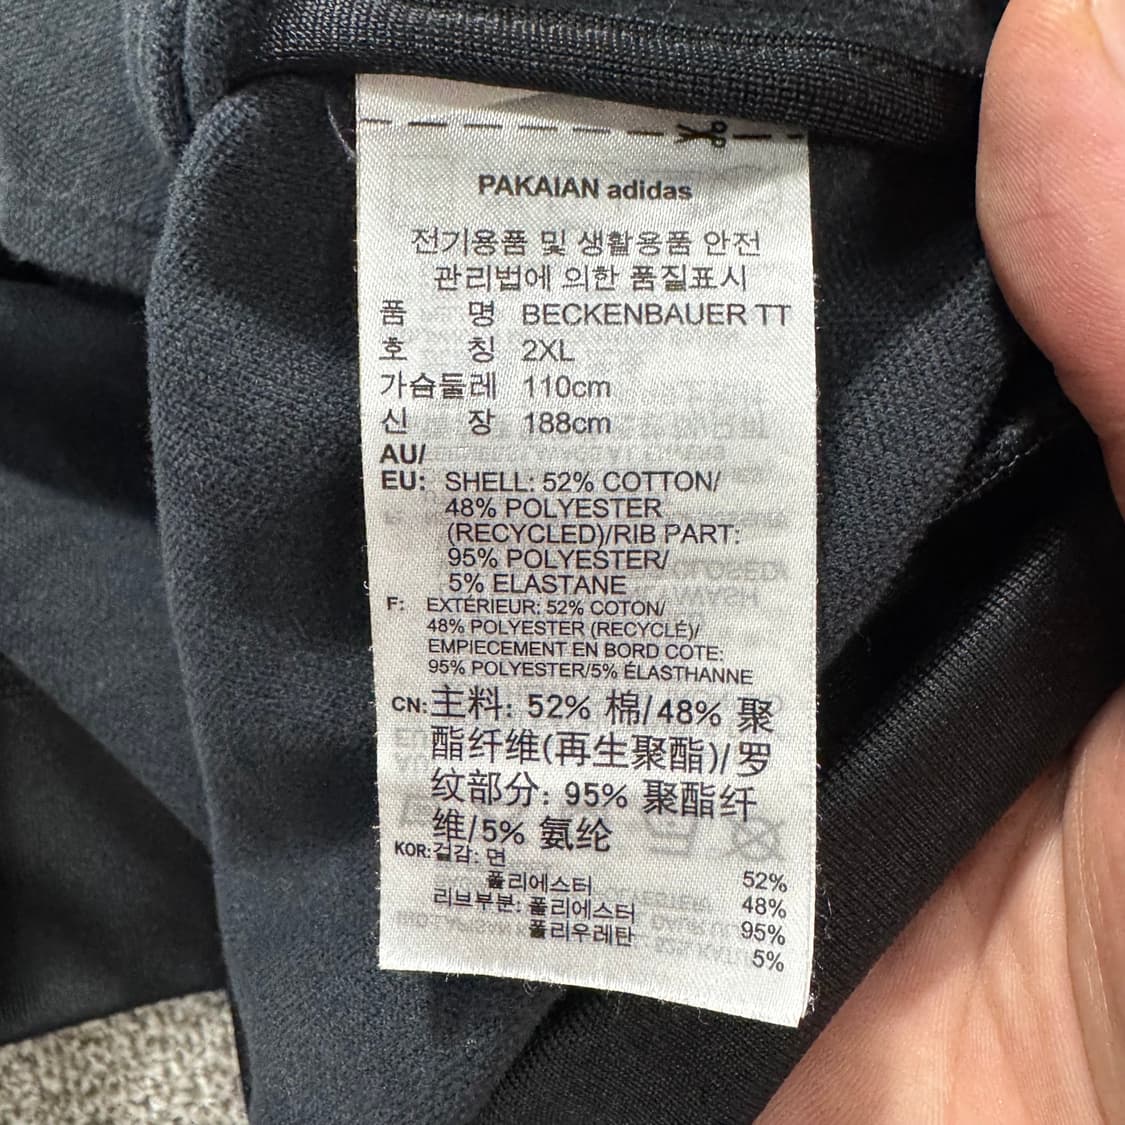 PAKAIAN adidas
전기용품 및 생활용품 안전
관리법에 의한 품질표시
품 명 BECKENBAUER TT
호 칭 2XL
가슴둘레 110cm
신 장 188cm
AU/
EU: SHELL: 52% COTTON/
48% POLYESTER
(RECYCLED)/RIB PART:
95% POLYESTER/
5% ELASTANE
F: EXTÉRIEUR: 52% COTON/
48% POLYESTER (RECYCLÉ)/
EMPIECEMENT EN BORD COTE:
95% POLYESTER/5% ÉLASTHANNE
CN: 主料: 52% 棉/48% 聚
酯纤维(再生聚酯)/罗
纹部分: 95% 聚酯纤
维/5% 氨纶
KOR: 겉감: 면 52%
폴리에스터 48%
리브부분: 폴리에스터 95%
폴리우레탄 5%